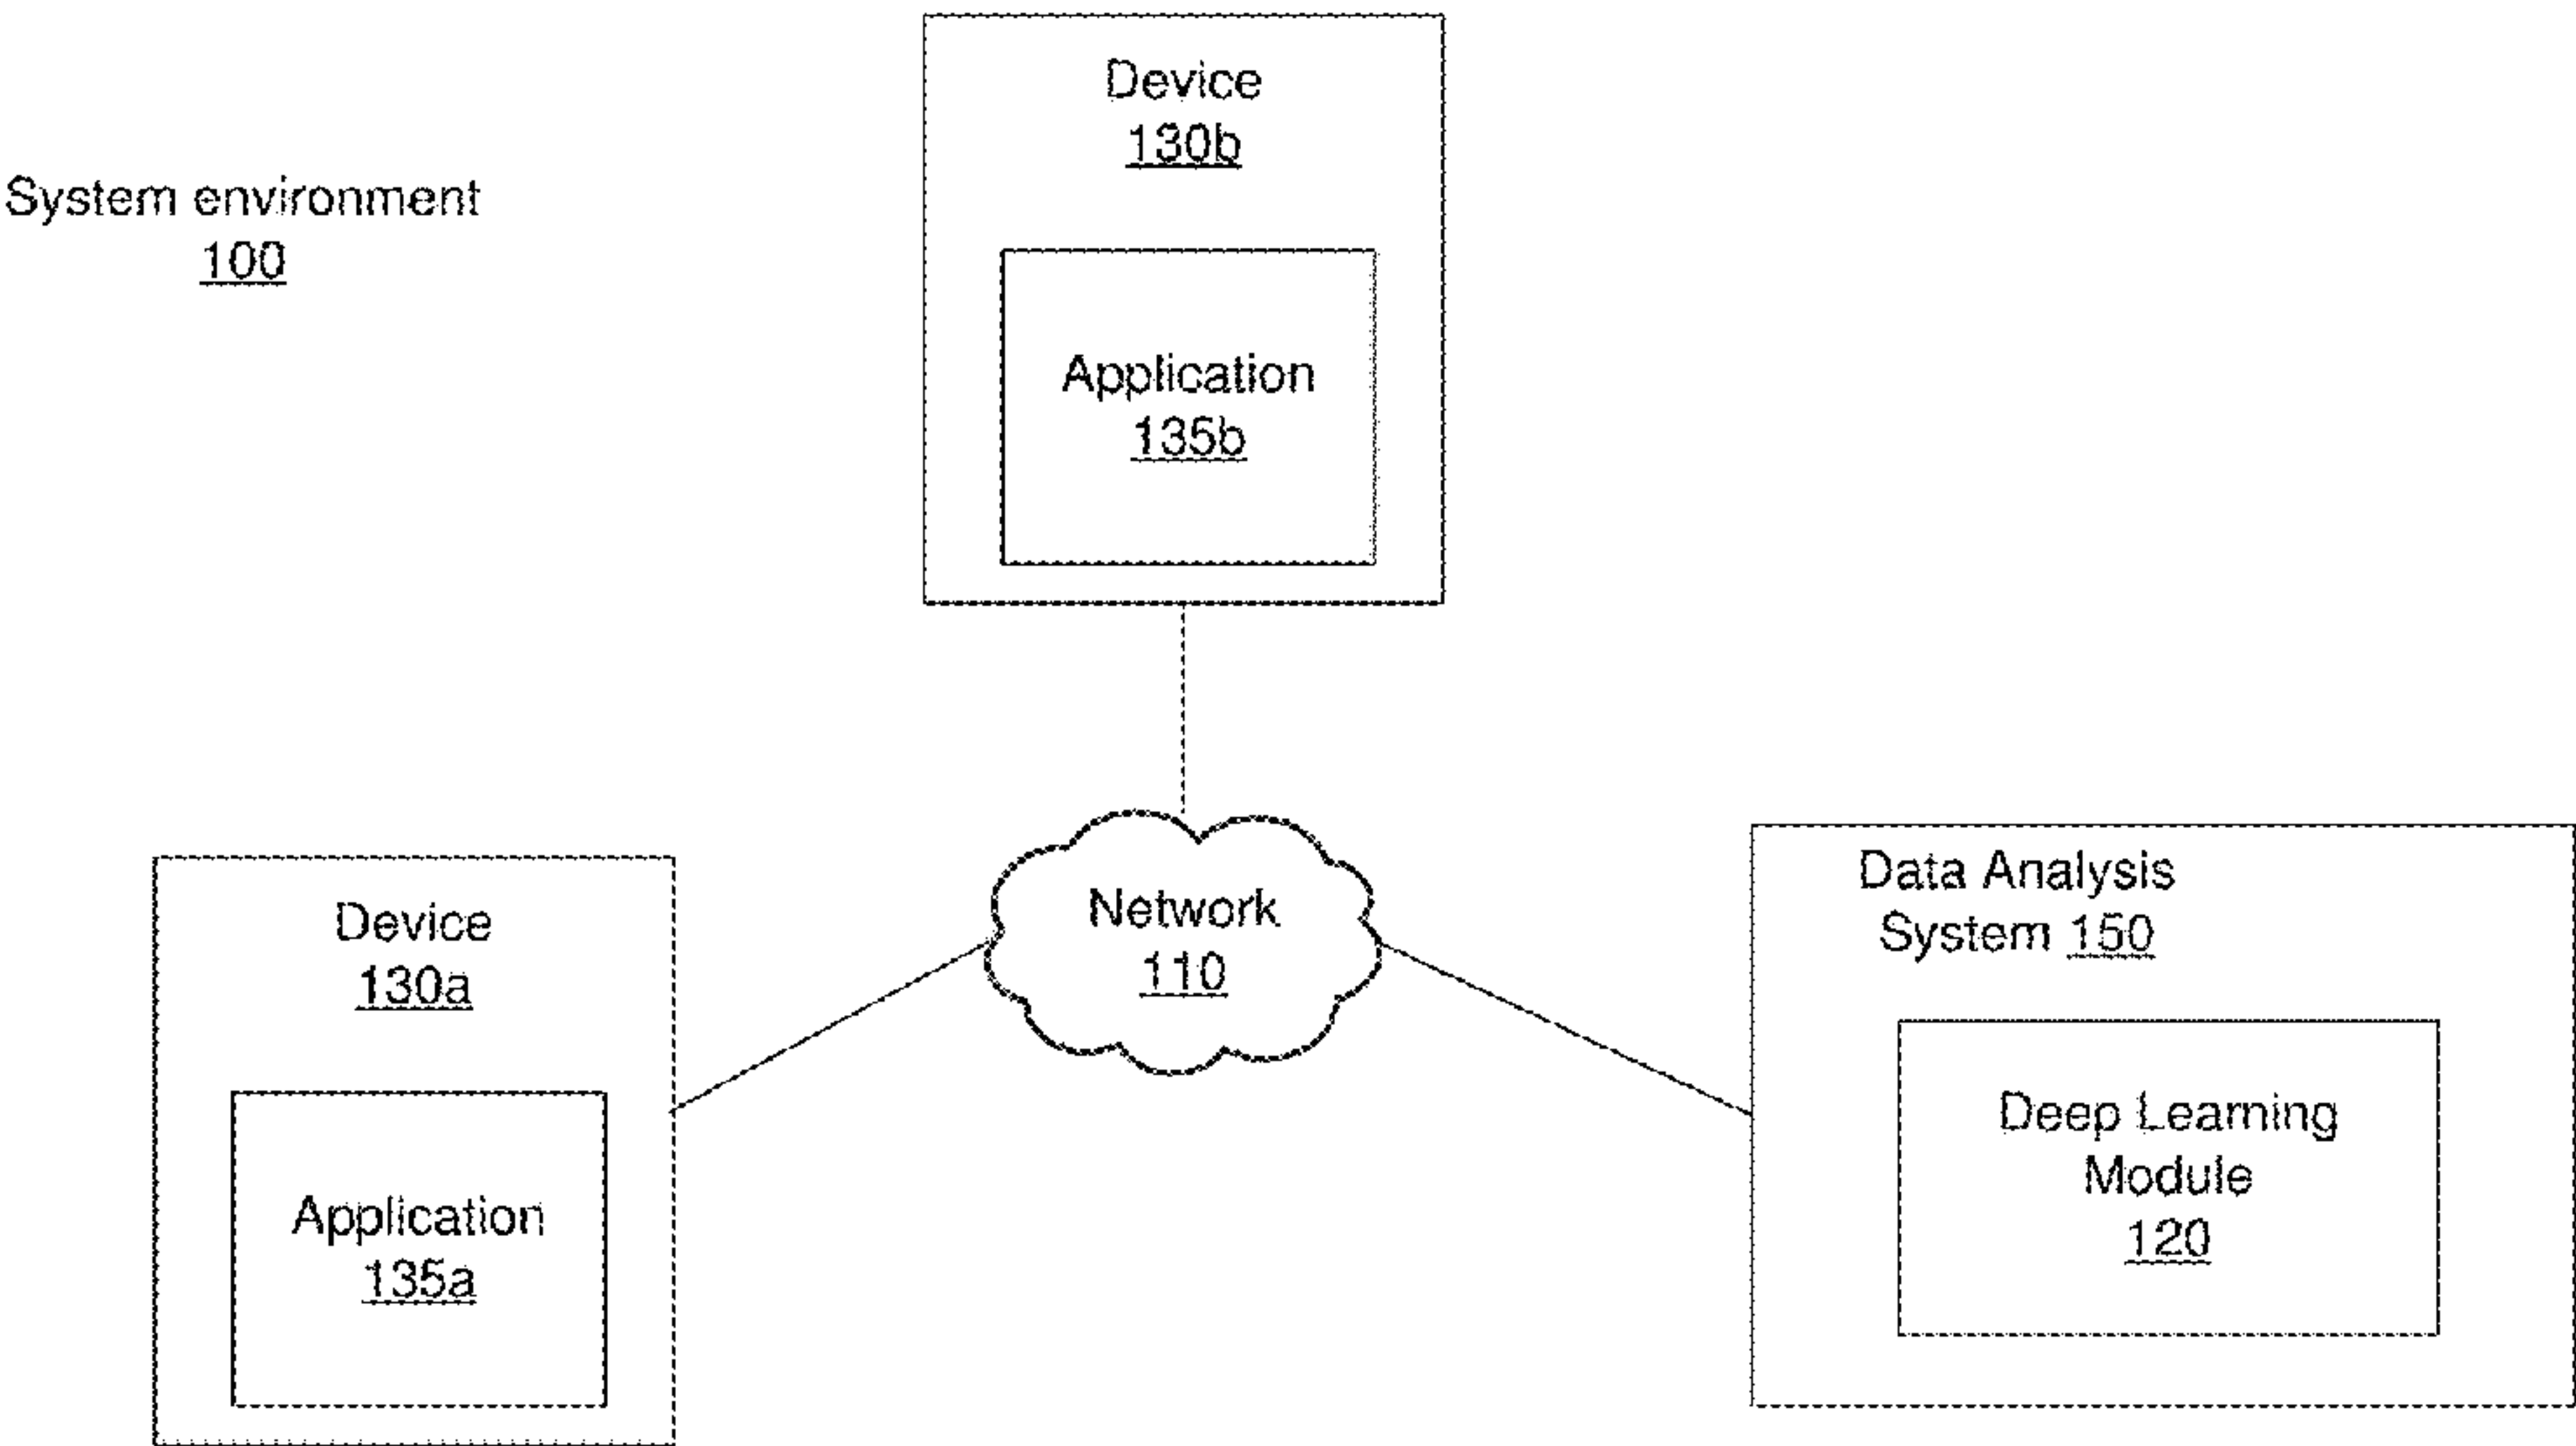 System environment
100
Device
130b
Application
135b
Network
110
Device
130a
Application
135a
Data Analysis
System 150
Deep Learning
Module
120